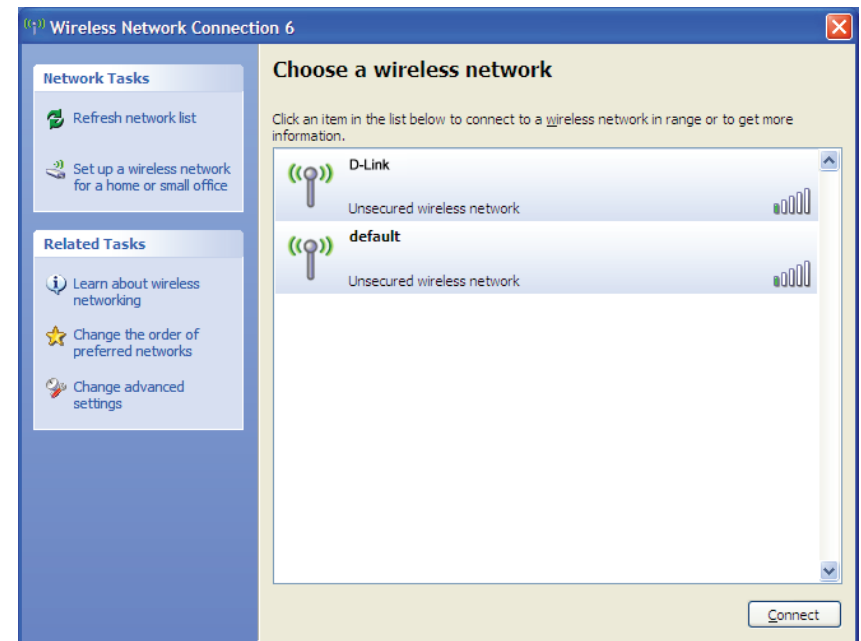 Wireless Network Connection 6
Network Tasks
Refresh network list
Set up a wireless network
for a home or small office
Related Tasks
Learn about wireless
networking
Change the order of
preferred networks
Change advanced
settings
Choose a wireless network
Click an item in the list below to connect to a wireless network in range or to get more
information.
D-Link
Unsecured wireless network
default
Unsecured wireless network
Connect